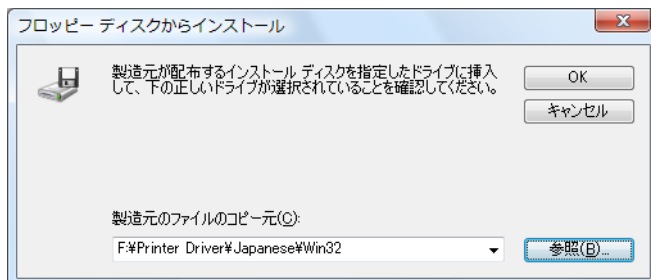 フロッピー ディスクからインストール
製造元が配布するインストール ディスクを指定したドライブに挿入
して、下の正しいドライブが選択されていることを確認してください。
OK
キャンセル
製造元のファイルのコピー元(C):
F:¥Printer Driver¥Japanese¥Win32
参照(B)...